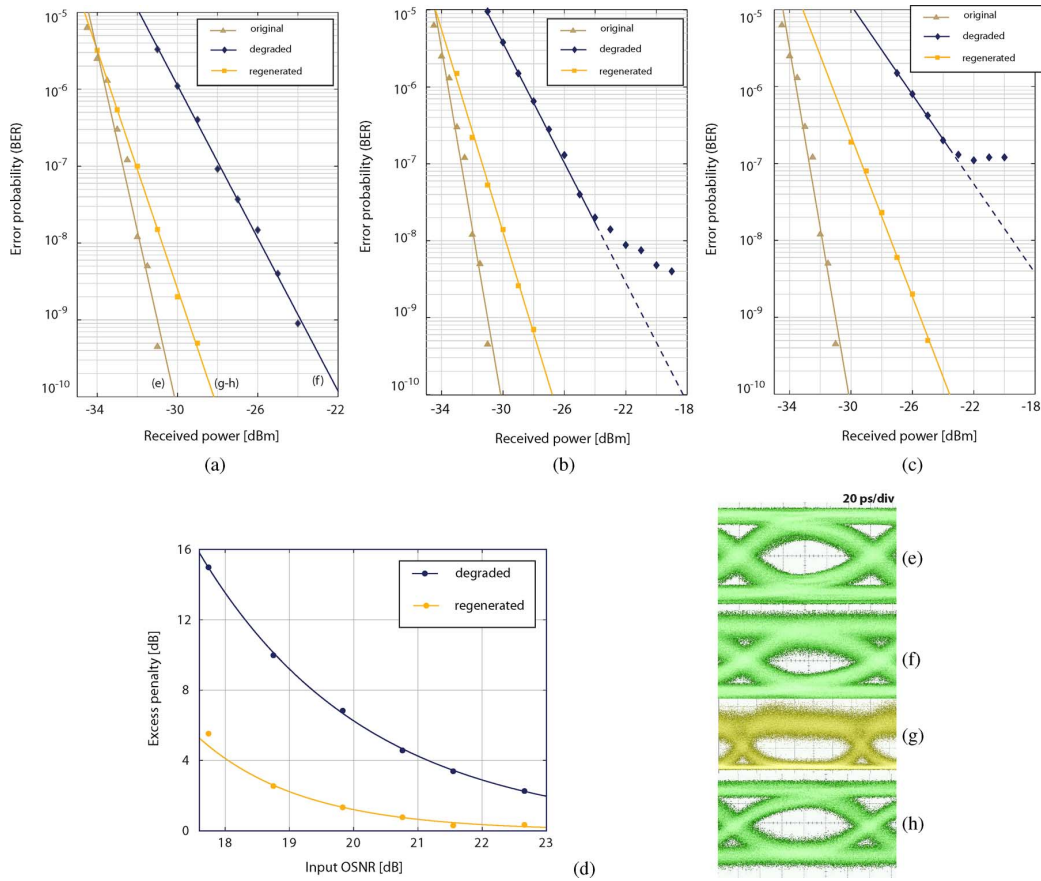 10-5
10-6
10-7
10-8
10-9
10-10
Error probability (BER)
original
degraded
regenerated
(e)
(g-h)
(f)
-34
-30
-26
-22
Received power [dBm]
(a)
10-5
10-6
10-7
10-8
10-9
10-10
Error probability (BER)
original
degraded
regenerated
-34
-30
-26
-22
-18
Received power [dBm]
(b)
10-5
10-6
10-7
10-8
10-9
10-10
Error probability (BER)
original
degraded
regenerated
-34
-30
-26
-22
-18
Received power [dBm]
(c)
16
12
8
4
0
Excess penalty [dB]
degraded
regenerated
18
19
20
21
22
23
Input OSNR [dB]
(d)
20 ps/div
(e)
(f)
(g)
(h)